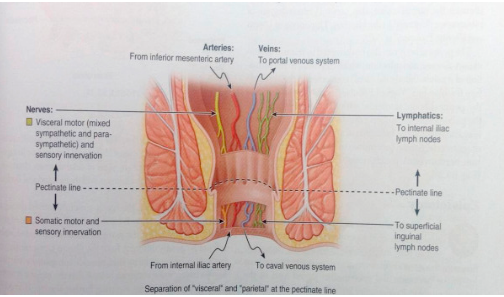 Arteries:
From inferior mesenteric artery
Veins:
To portal venous system
Nerves:
Visceral motor (mixed
sympathetic and para-
sympathetic) and
sensory innervation
Lymphatics:
To internal iliac
lymph nodes
Pectinate line
Pectinate line
Somatic motor and
sensory innervation
To superficial
inguinal
lymph nodes
From internal iliac artery
To caval venous system
Separation of "visceral" and "parietal" at the pectinate line